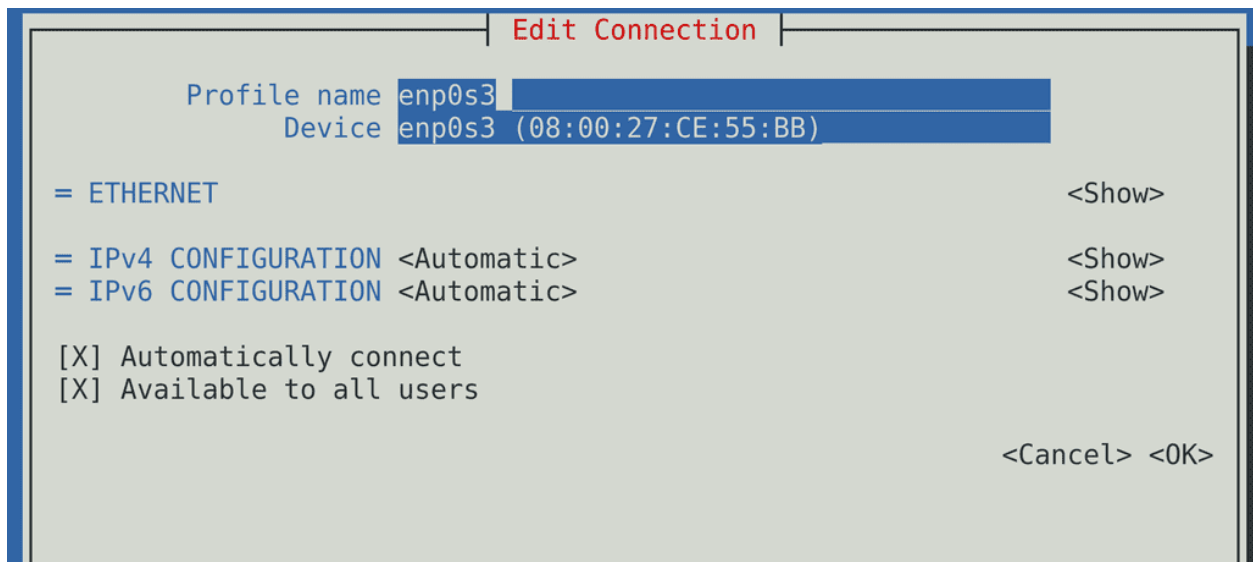 Edit Connection
Profile name enp0s3
Device enp0s3 (08:00:27:CE:55:BB)
= ETHERNET <Show>
= IPv4 CONFIGURATION <Automatic> <Show>
= IPv6 CONFIGURATION <Automatic> <Show>
[X] Automatically connect
[X] Available to all users
<Cancel> <OK>